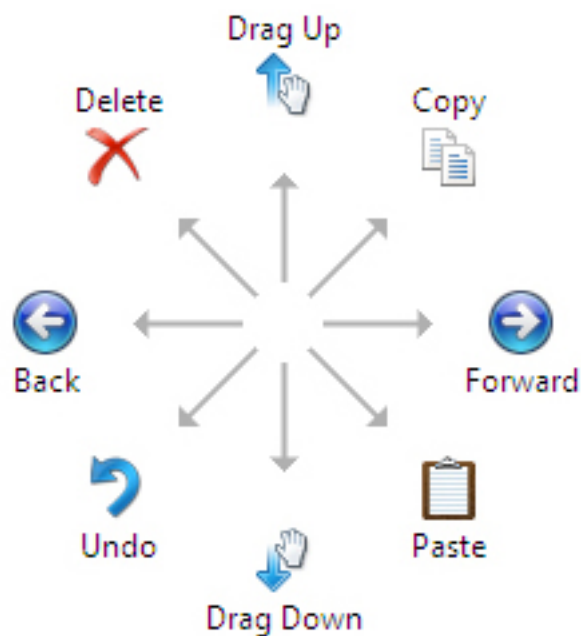 Drag Up
Delete
Copy
Back
Forward
Undo
Paste
Drag Down